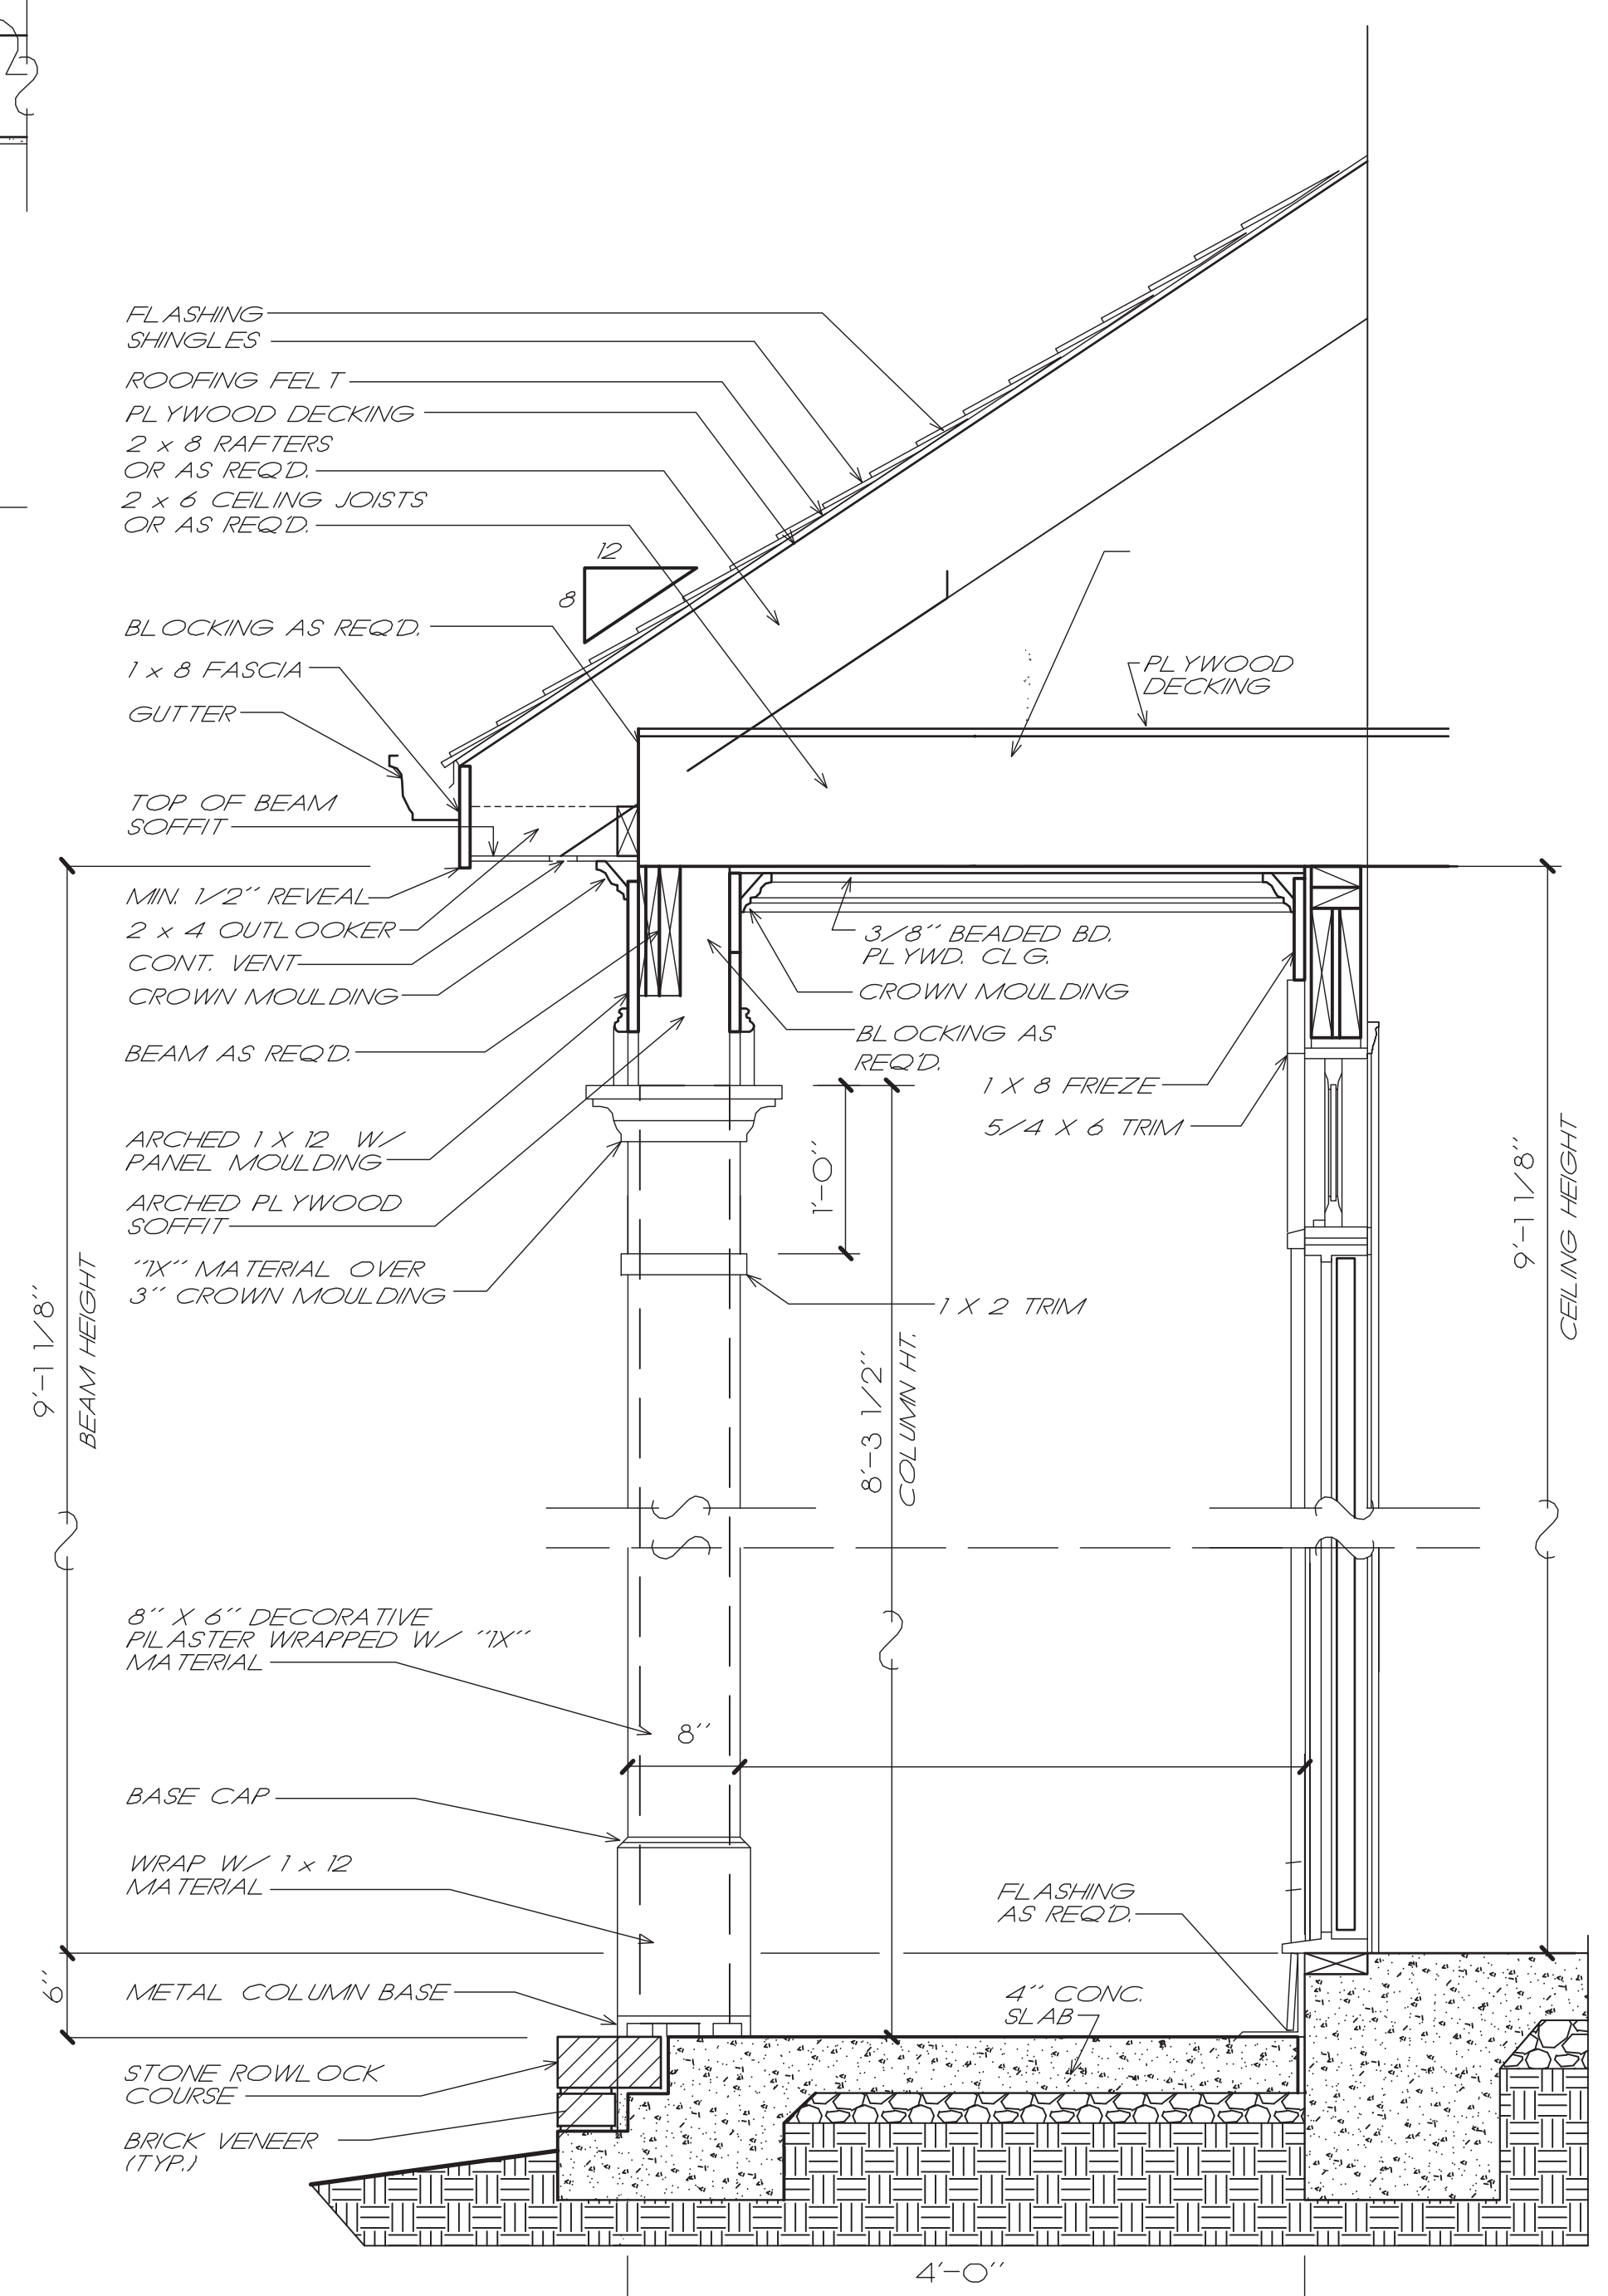 FLASHING
SHINGLES
ROOFING FELT
PLYWOOD DECKING
2 x 8 RAFTERS
OR AS REQ'D.
2 x 6 CEILING JOISTS
OR AS REQ'D.
12
8
BLOCKING AS REQ'D.
1 x 8 FASCIA
GUTTER
PLYWOOD
DECKING
TOP OF BEAM
SOFFIT
MIN. 1/2" REVEAL
2 x 4 OUTLOOKER
CONT. VENT
CROWN MOULDING
BEAM AS REQ'D.
3/8" BEADED BD.
PLYWD. CLG.
CROWN MOULDING
BLOCKING AS
REQ'D.
1 X 8 FRIEZE
5/4 X 6 TRIM
ARCHED 1 X 12 W/
PANEL MOULDING
ARCHED PLYWOOD
SOFFIT
"1X" MATERIAL OVER
3" CROWN MOULDING
1'-0"
1 X 2 TRIM
9'-1 1/8"
BEAM HEIGHT
8'-3 1/2"
COLUMN HT.
9'-1 1/8"
CEILING HEIGHT
8" X 6" DECORATIVE
PILASTER WRAPPED W/ "1X"
MATERIAL
8"
BASE CAP
WRAP W/ 1 x 12
MATERIAL
FLASHING
AS REQ'D.
6"
METAL COLUMN BASE
4" CONC.
SLAB
STONE ROWLOCK
COURSE
BRICK VENEER
(TYP.)
4'-0"